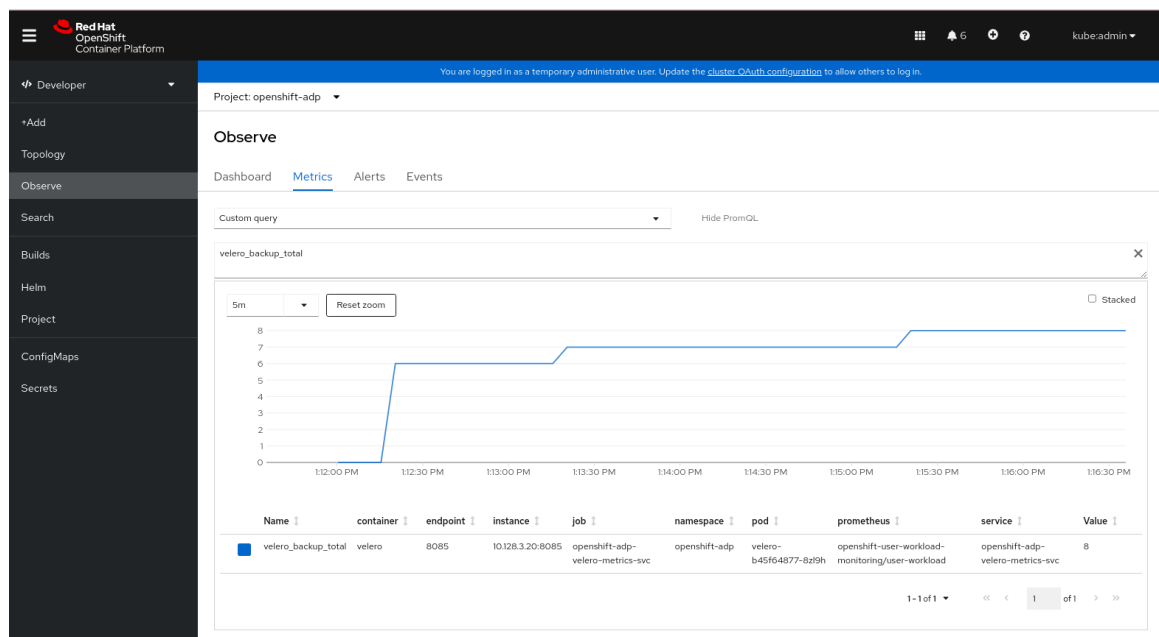 Red Hat
OpenShift
Container Platform
6
kube:admin
You are logged in as a temporary administrative user. Update the cluster OAuth configuration to allow others to log in.
Developer
+Add
Topology
Observe
Search
Builds
Helm
Project
ConfigMaps
Secrets
Project: openshift-adp
Observe
Dashboard Metrics Alerts Events
Custom query
Hide PromQL
velero_backup_total
5m
Reset zoom
Stacked
8
7
6
5
4
3
2
1
0
1:12:00 PM 1:12:30 PM 1:13:00 PM 1:13:30 PM 1:14:00 PM 1:14:30 PM 1:15:00 PM 1:15:30 PM 1:16:00 PM 1:16:30 PM
Name container endpoint instance job namespace pod prometheus service Value
velero_backup_total velero 8085 10.128.3.20:8085 openshift-adp- openshift-adp velero- openshift-user-workload- openshift-adp- 8
velero-metrics-svc b45f64877-8zl9h monitoring/user-workload velero-metrics-svc
1 - 1 of 1
1 of 1